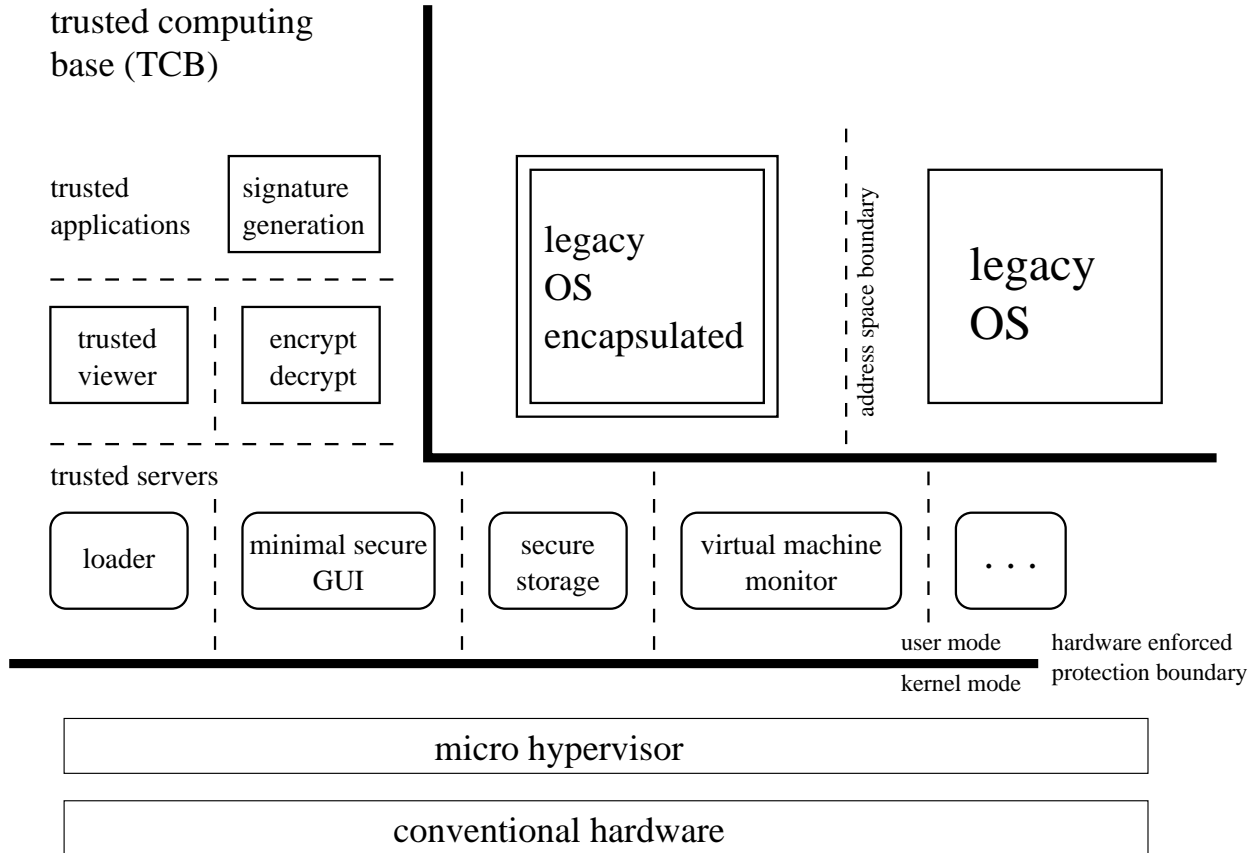 trusted computing
base (TCB)
trusted
applications
signature
generation
legacy
OS
encapsulated
address space boundary
legacy
OS
trusted
viewer
encrypt
decrypt
trusted servers
loader
minimal secure
GUI
secure
storage
virtual machine
monitor
. . .
user mode
kernel mode
hardware enforced
protection boundary
micro hypervisor
conventional hardware